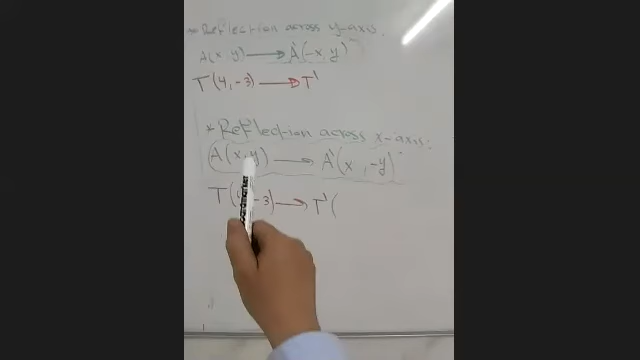 * Reflection across y-axis.
A(x, y) → A'(-x, y)
T(4, -3) → T'
* Reflection across x-axis:
A(x, y) → A'(x, -y)
T( -3) → T'(